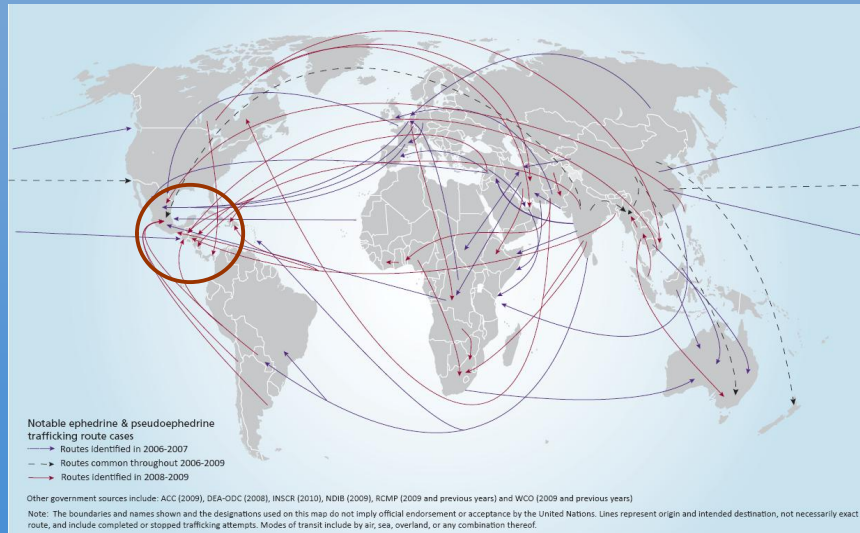 Notable ephedrine & pseudoephedrine
trafficking route cases
Routes identified in 2006-2007
Routes common throughout 2006-2009
Routes identified in 2008-2009
Other government sources include: ACC (2009), DEA-ODC (2008), INSCR (2010), NDIB (2009), RCMP (2009 and previous years) and WCO (2009 and previous years)
Note: The boundaries and names shown and the designations used on this map do not imply official endorsement or acceptance by the United Nations. Lines represent origin and intended destination, not necessarily exact
route, and include completed or stopped trafficking attempts. Modes of transit include by air, sea, overland, or any combination thereof.